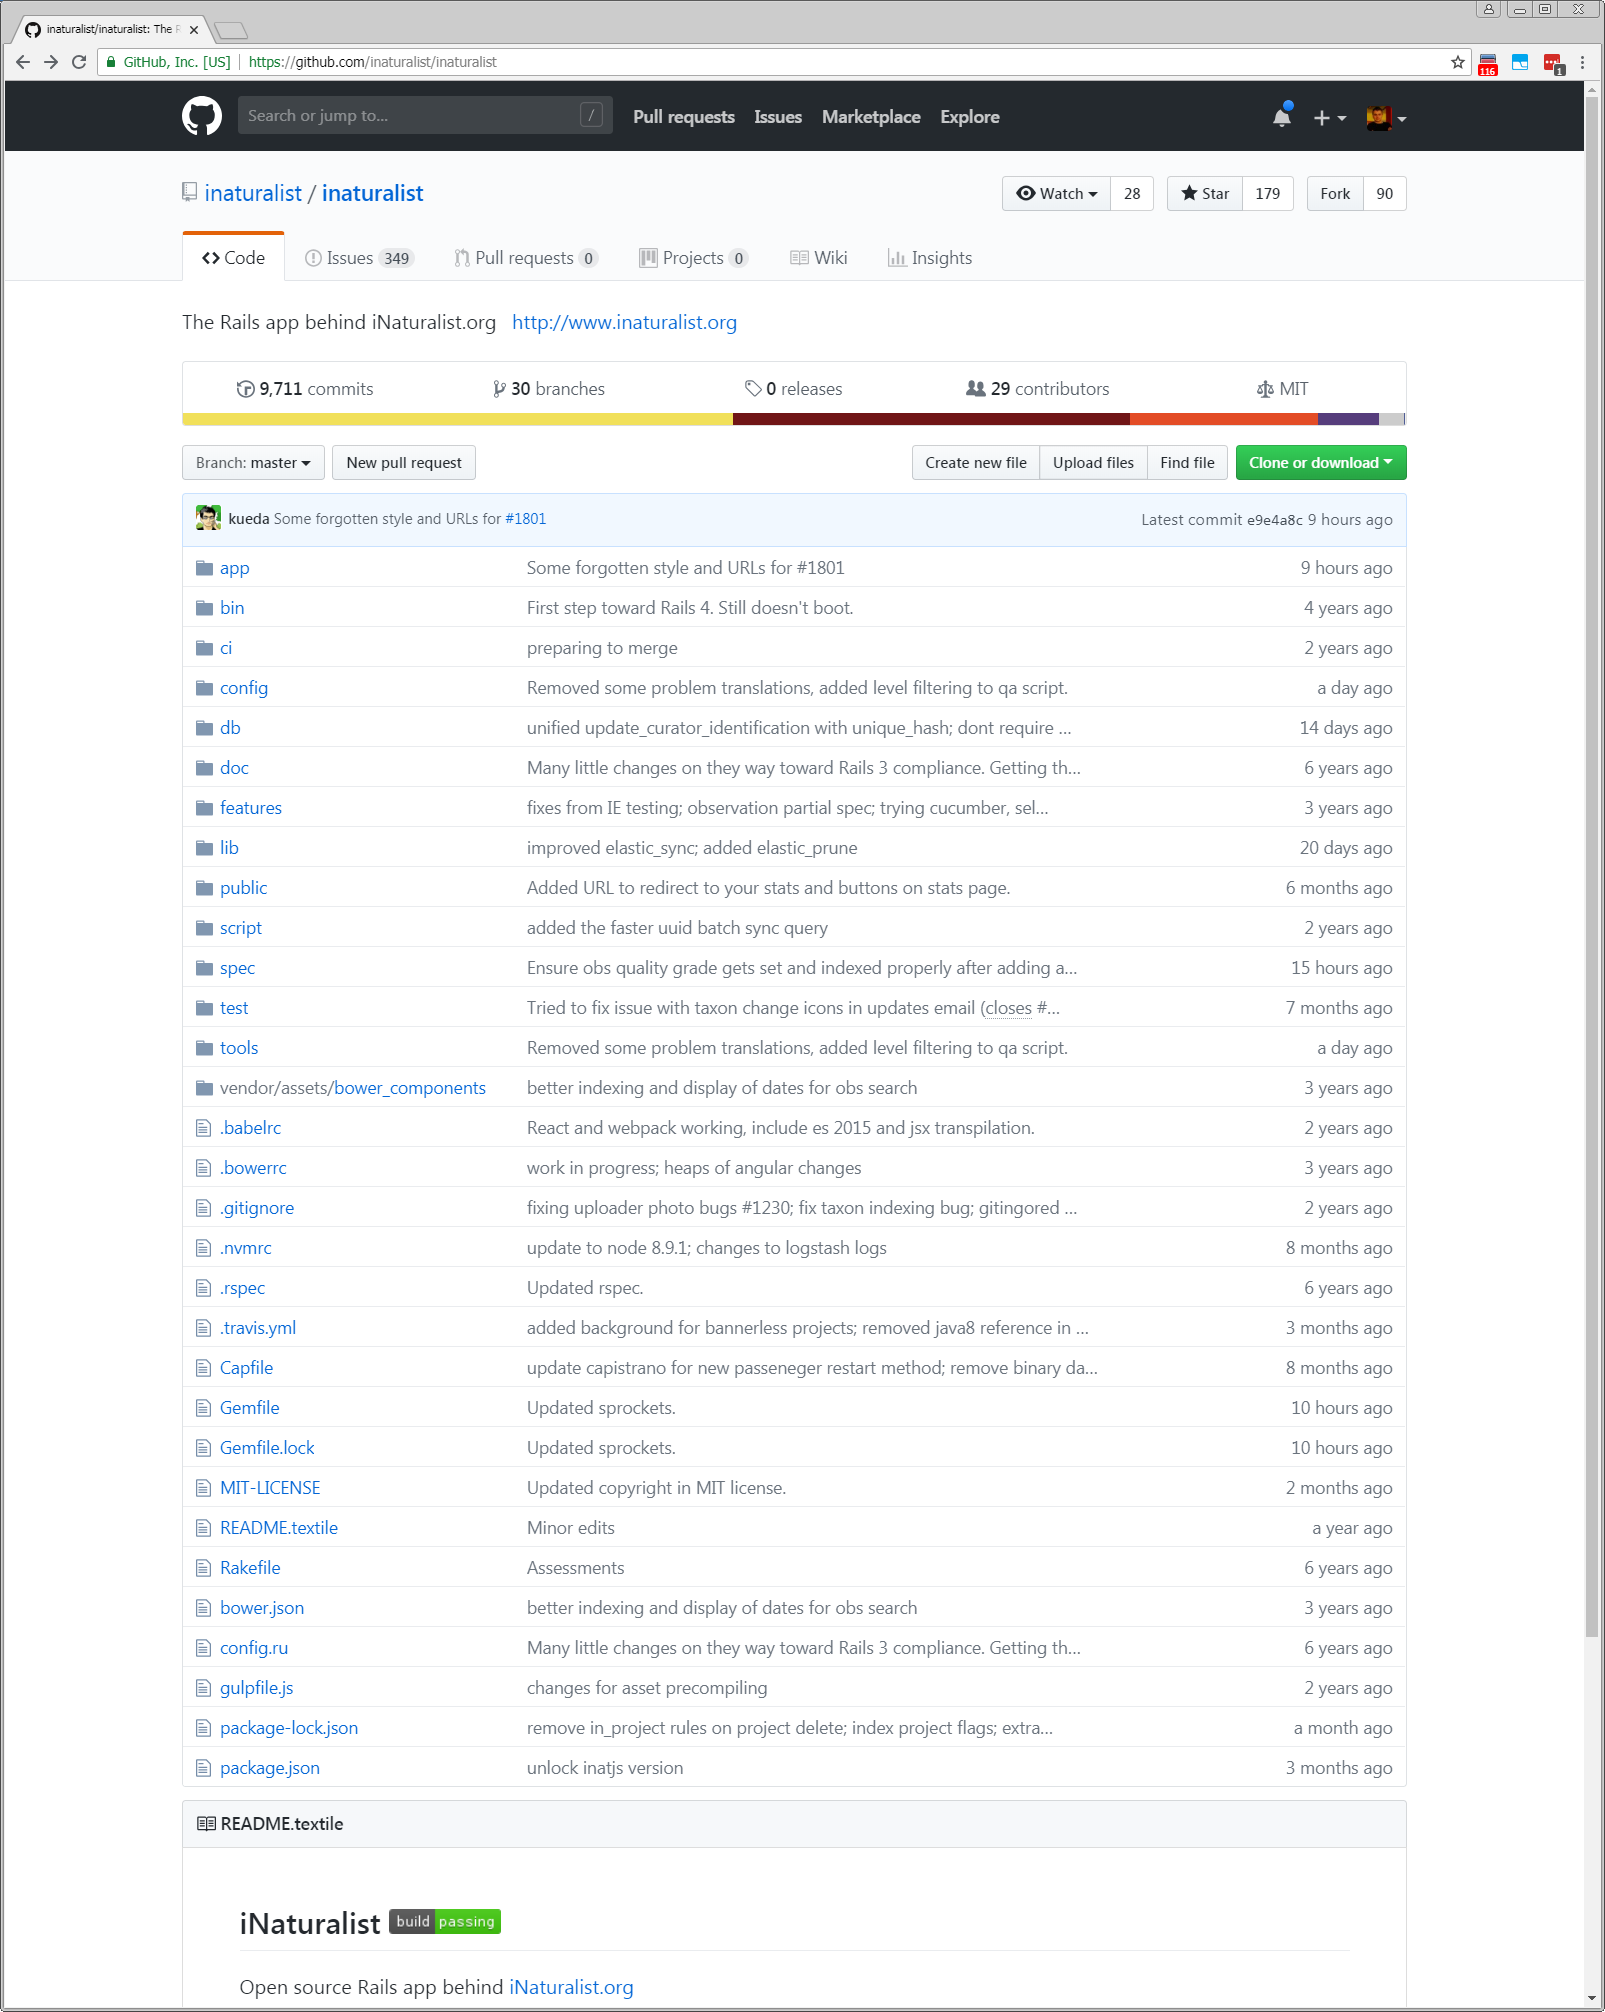 inaturalist/inaturalist: The R
GitHub, Inc. [US] https://github.com/inaturalist/inaturalist
116 1
Search or jump to... / Pull requests Issues Marketplace Explore
inaturalist / inaturalist Watch 28 Star 179 Fork 90
Code Issues 349 Pull requests 0 Projects 0 Wiki Insights
The Rails app behind iNaturalist.org http://www.inaturalist.org
9,711 commits 30 branches 0 releases 29 contributors MIT
Branch: master New pull request Create new file Upload files Find file Clone or download
kueda Some forgotten style and URLs for #1801 Latest commit e9e4a8c 9 hours ago
app Some forgotten style and URLs for #1801 9 hours ago
bin First step toward Rails 4. Still doesn't boot. 4 years ago
ci preparing to merge 2 years ago
config Removed some problem translations, added level filtering to qa script. a day ago
db unified update_curator_identification with unique_hash; dont require ... 14 days ago
doc Many little changes on they way toward Rails 3 compliance. Getting th... 6 years ago
features fixes from IE testing; observation partial spec; trying cucumber, sel... 3 years ago
lib improved elastic_sync; added elastic_prune 20 days ago
public Added URL to redirect to your stats and buttons on stats page. 6 months ago
script added the faster uuid batch sync query 2 years ago
spec Ensure obs quality grade gets set and indexed properly after adding a... 15 hours ago
test Tried to fix issue with taxon change icons in updates email (closes #... 7 months ago
tools Removed some problem translations, added level filtering to qa script. a day ago
vendor/assets/bower_components better indexing and display of dates for obs search 3 years ago
.babelrc React and webpack working, include es 2015 and jsx transpilation. 2 years ago
.bowerrc work in progress; heaps of angular changes 3 years ago
.gitignore fixing uploader photo bugs #1230; fix taxon indexing bug; gitingored ... 2 years ago
.nvmrc update to node 8.9.1; changes to logstash logs 8 months ago
.rspec Updated rspec. 6 years ago
.travis.yml added background for bannerless projects; removed java8 reference in ... 3 months ago
Capfile update capistrano for new passeneger restart method; remove binary da... 8 months ago
Gemfile Updated sprockets. 10 hours ago
Gemfile.lock Updated sprockets. 10 hours ago
MIT-LICENSE Updated copyright in MIT license. 2 months ago
README.textile Minor edits a year ago
Rakefile Assessments 6 years ago
bower.json better indexing and display of dates for obs search 3 years ago
config.ru Many little changes on they way toward Rails 3 compliance. Getting th... 6 years ago
gulpfile.js changes for asset precompiling 2 years ago
package-lock.json remove in_project rules on project delete; index project flags; extra... a month ago
package.json unlock inatjs version 3 months ago
README.textile
iNaturalist build passing
Open source Rails app behind iNaturalist.org